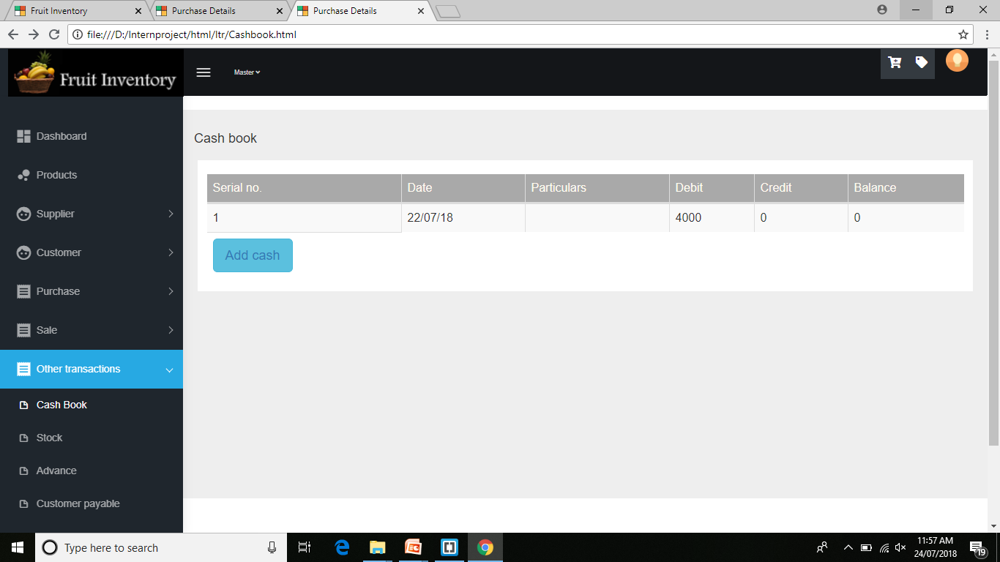 Fruit Inventory
Purchase Details
Purchase Details
file:///D:/Internproject/html/ltr/Cashbook.html
Fruit Inventory
Master
Dashboard
Products
Supplier
Customer
Purchase
Sale
Other transactions
Cash Book
Stock
Advance
Customer payable
Cash book
Serial no. Date Particulars Debit Credit Balance
1 22/07/18 4000 0 0
Add cash
Type here to search
11:57 AM
24/07/2018
19